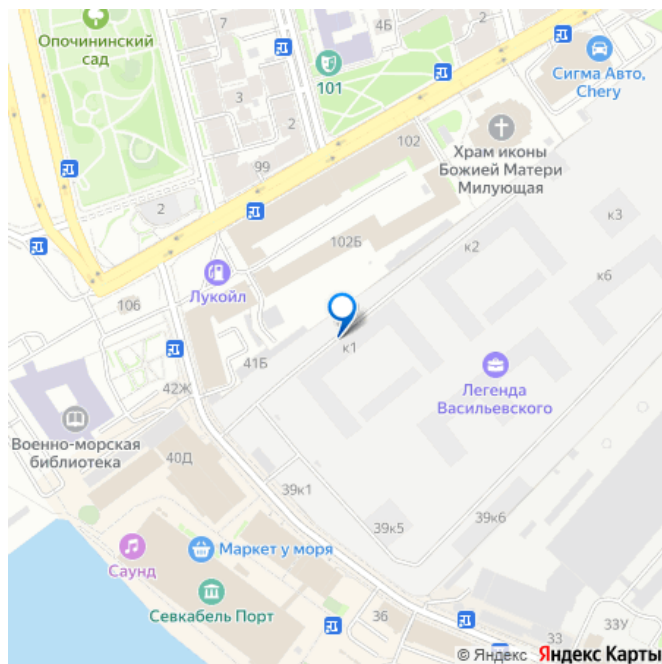 Опочининский
сад
4Б
101
Сигма Авто,
Chery
3
2
102
Храм иконы
Божией Матери
Милующая
99
2
к3
102Б
к2
к6
Лукойл
106
к1
41Б
Легенда
Васильевского
42Ж
Военно-морская
библиотека
40Д
39к1
39к5
39к6
Саунд
Маркет у моря
Севкабель Порт
36
33
33У
© Яндекс Яндекс Карты